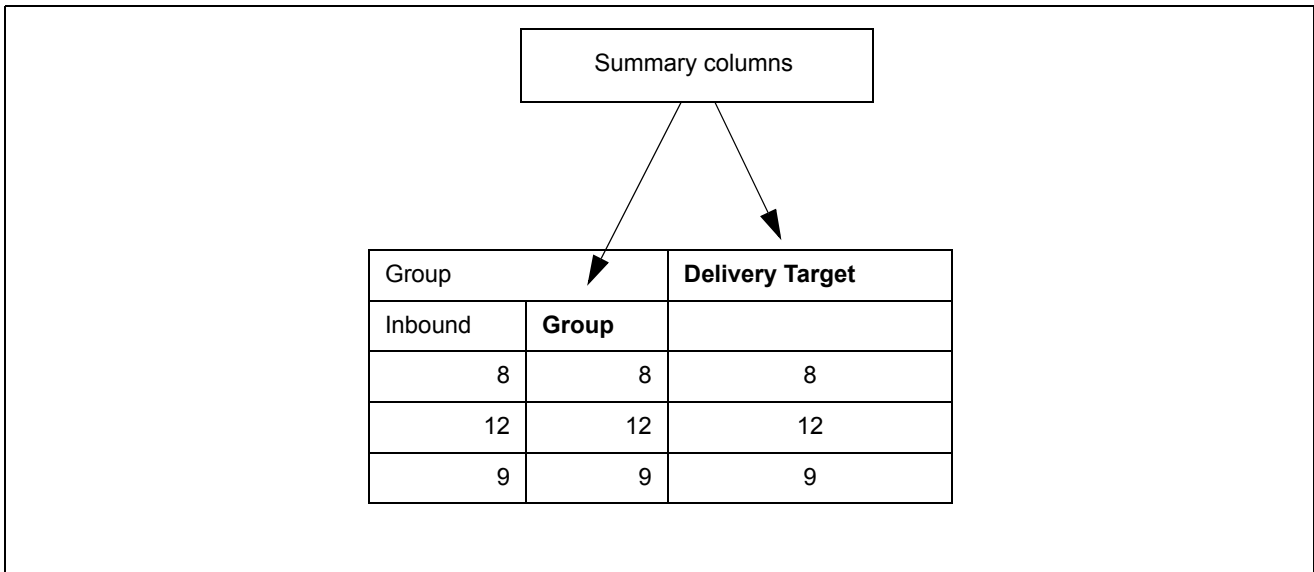 Summary columns
Group Delivery Target
Inbound Group
8 8 8
12 12 12
9 9 9